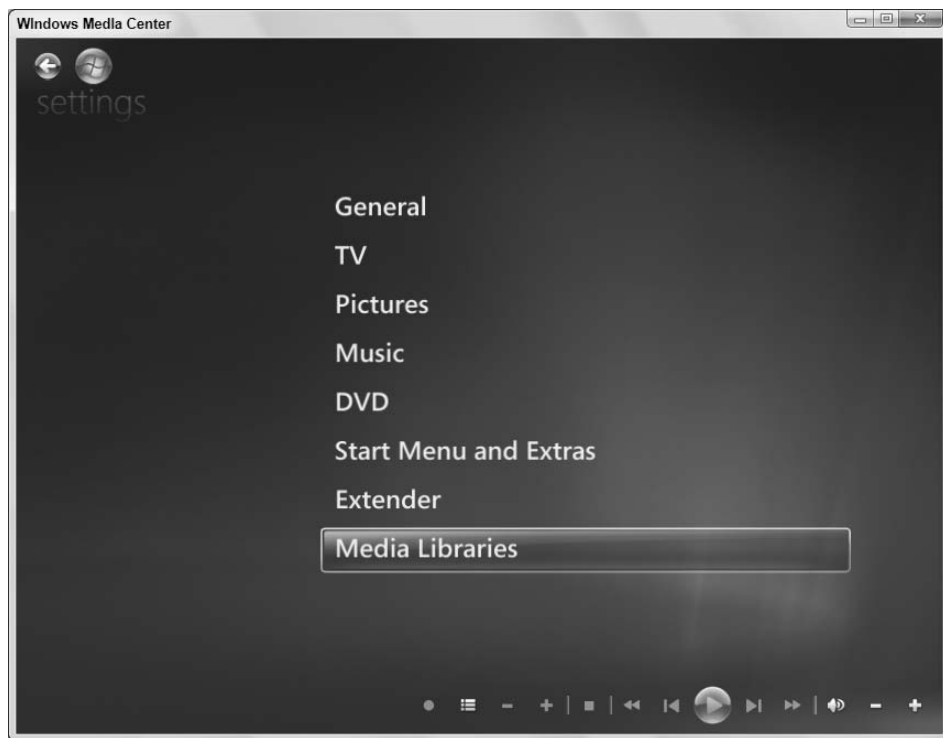 Windows Media Center
settings
General
TV
Pictures
Music
DVD
Start Menu and Extras
Extender
Media Libraries